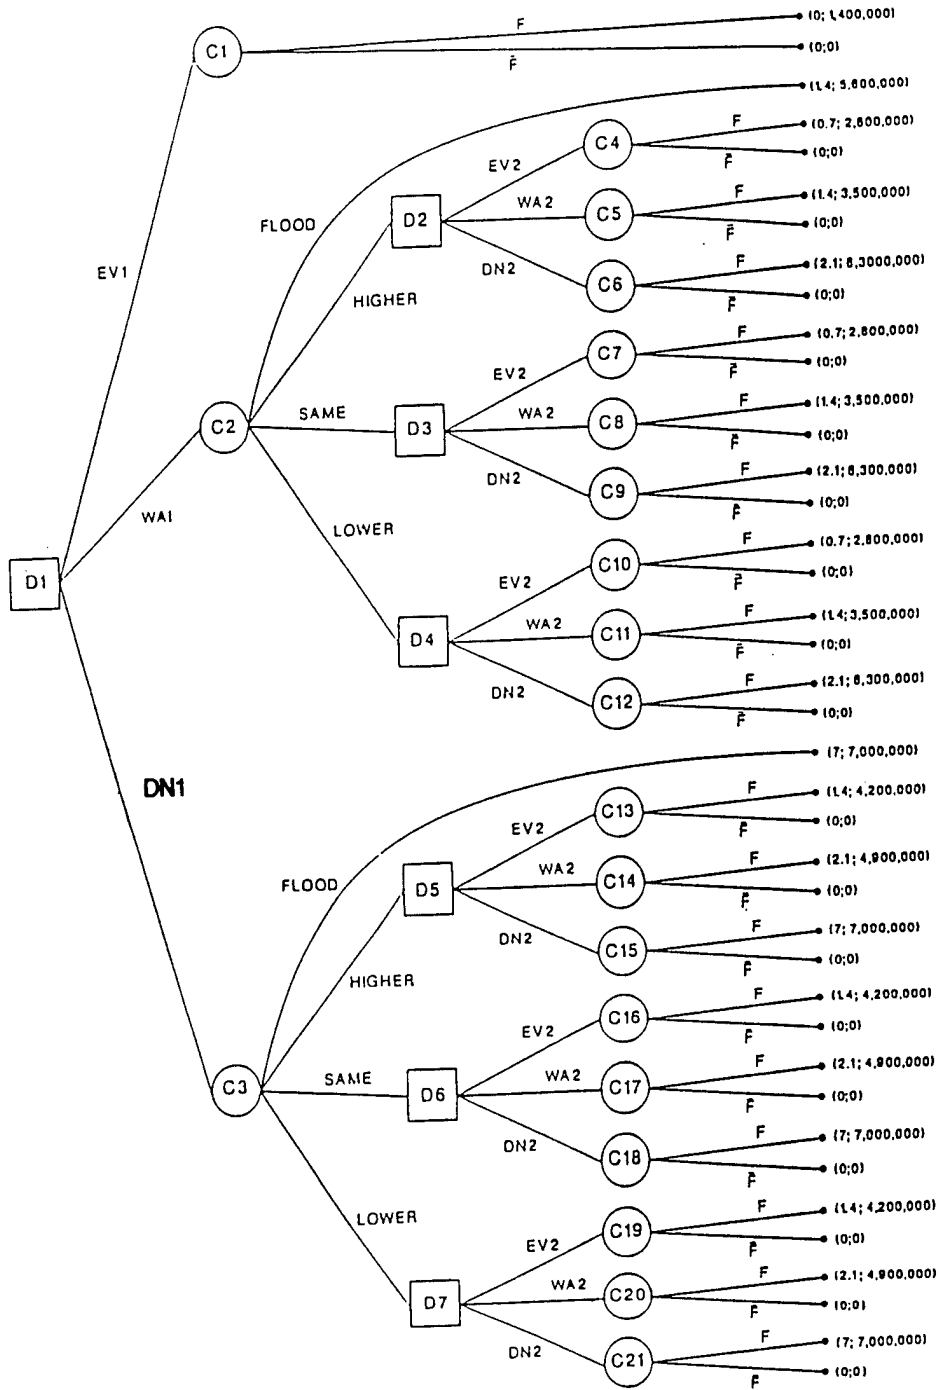 F
(0; 1,400,000)
C1
F̄
(0;0)
(1.4; 5,600,000)
F
(0.7; 2,800,000)
C4
EV2
F̄
(0;0)
FLOOD
D2
WA2
C5
F
(1.4; 3,500,000)
F̄
(0;0)
EV1
DN2
C6
F
(2.1; 6,3000,000)
F̄
(0;0)
HIGHER
C7
F
(0.7; 2,800,000)
EV2
F̄
(0;0)
C2
SAME
D3
WA2
C8
F
(1.4; 3,500,000)
F̄
(0;0)
DN2
C9
F
(2.1; 6,300,000)
F̄
(0;0)
WA1
LOWER
C10
F
(0.7; 2,800,000)
EV2
F̄
(0;0)
D1
D4
WA2
C11
F
(1.4; 3,500,000)
F̄
(0;0)
DN2
C12
F
(2.1; 6,300,000)
F̄
(0;0)
DN1
(7; 7,000,000)
C13
F
(1.4; 4,200,000)
EV2
F̄
(0;0)
FLOOD
D5
WA2
C14
F
(2.1; 4,900,000)
F̄
(0;0)
DN2
C15
F
(7; 7,000,000)
F̄
(0;0)
HIGHER
C16
F
(1.4; 4,200,000)
EV2
F̄
(0;0)
C3
SAME
D6
WA2
C17
F
(2.1; 4,900,000)
F̄
(0;0)
DN2
C18
F
(7; 7,000,000)
F̄
(0;0)
LOWER
C19
F
(1.4; 4,200,000)
EV2
F̄
(0;0)
D7
WA2
C20
F
(2.1; 4,900,000)
F̄
(0;0)
DN2
C21
F
(7; 7,000,000)
F̄
(0;0)